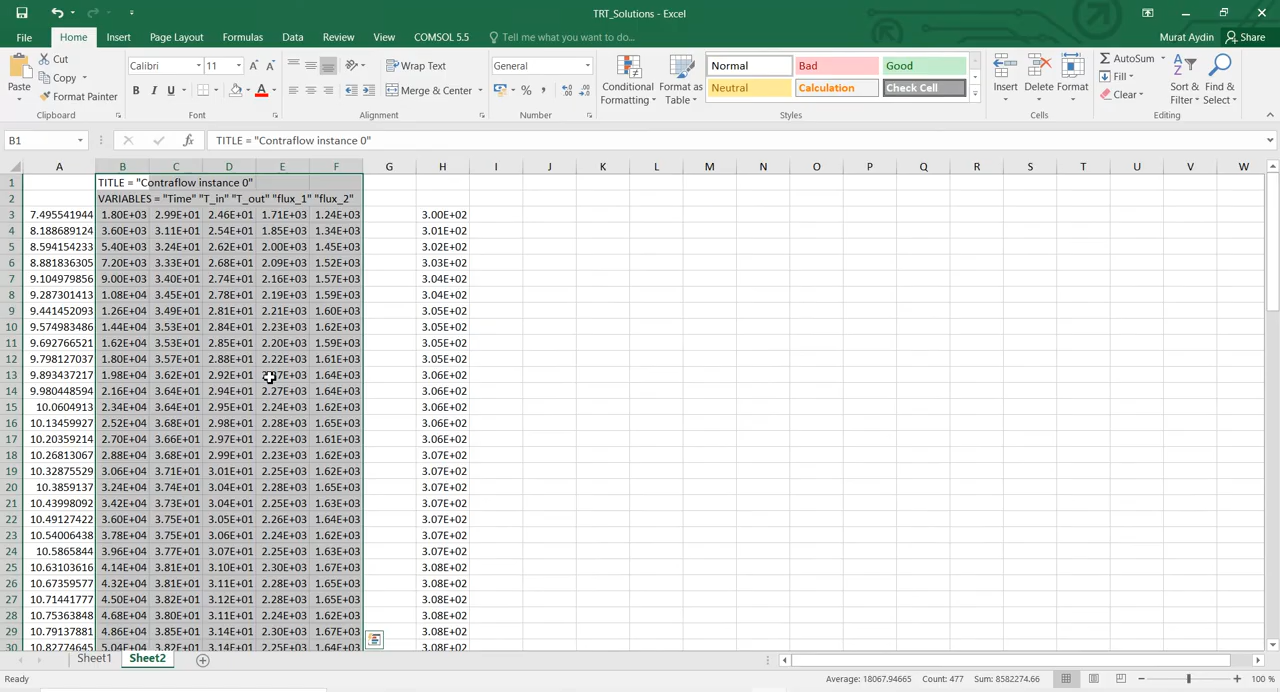 TRT_Solutions - Excel
File Home Insert Page Layout Formulas Data Review View COMSOL 5.5 Tell me what you want to do... Murat Aydin Share
Paste Cut Copy Format Painter
Calibri 11 General
B I U A
Wrap Text
Merge & Center
% ,
Conditional Formatting Format as Table
Normal Bad Good
Neutral Calculation Check Cell
Insert Delete Format
AutoSum Fill Clear
Sort & Filter Find & Select
Clipboard Font Alignment Number Styles Cells Editing
B1 fx TITLE = "Contraflow instance 0"
A B C D E F G H I J K L M N O P Q R S T U V W
1 TITLE = "Contraflow instance 0"
2 VARIABLES = "Time" "T_in" "T_out" "flux_1" "flux_2"
3 7.495541944 1.80E+03 2.99E+01 2.46E+01 1.71E+03 1.24E+03 3.00E+02
4 8.188689124 3.60E+03 3.11E+01 2.54E+01 1.85E+03 1.34E+03 3.01E+02
5 8.594154233 5.40E+03 3.24E+01 2.62E+01 2.00E+03 1.45E+03 3.02E+02
6 8.881836305 7.20E+03 3.33E+01 2.68E+01 2.09E+03 1.52E+03 3.03E+02
7 9.104979856 9.00E+03 3.40E+01 2.74E+01 2.16E+03 1.57E+03 3.04E+02
8 9.287301413 1.08E+04 3.45E+01 2.78E+01 2.19E+03 1.59E+03 3.04E+02
9 9.441452093 1.26E+04 3.49E+01 2.81E+01 2.21E+03 1.60E+03 3.05E+02
10 9.574983486 1.44E+04 3.53E+01 2.84E+01 2.23E+03 1.62E+03 3.05E+02
11 9.692766521 1.62E+04 3.53E+01 2.85E+01 2.20E+03 1.59E+03 3.05E+02
12 9.798127037 1.80E+04 3.57E+01 2.88E+01 2.22E+03 1.61E+03 3.05E+02
13 9.893437217 1.98E+04 3.62E+01 2.92E+01 7E+03 1.64E+03 3.06E+02
14 9.980448594 2.16E+04 3.64E+01 2.94E+01 2.27E+03 1.64E+03 3.06E+02
15 10.0604913 2.34E+04 3.64E+01 2.95E+01 2.24E+03 1.62E+03 3.06E+02
16 10.13459927 2.52E+04 3.68E+01 2.98E+01 2.28E+03 1.65E+03 3.06E+02
17 10.20359214 2.70E+04 3.66E+01 2.97E+01 2.22E+03 1.61E+03 3.06E+02
18 10.26813067 2.88E+04 3.68E+01 2.99E+01 2.23E+03 1.62E+03 3.07E+02
19 10.32875529 3.06E+04 3.71E+01 3.01E+01 2.25E+03 1.62E+03 3.07E+02
20 10.3859137 3.24E+04 3.74E+01 3.04E+01 2.28E+03 1.65E+03 3.07E+02
21 10.43998092 3.42E+04 3.73E+01 3.04E+01 2.25E+03 1.63E+03 3.07E+02
22 10.49127422 3.60E+04 3.75E+01 3.05E+01 2.26E+03 1.64E+03 3.07E+02
23 10.54006438 3.78E+04 3.75E+01 3.06E+01 2.24E+03 1.62E+03 3.07E+02
24 10.5865844 3.96E+04 3.77E+01 3.07E+01 2.25E+03 1.63E+03 3.07E+02
25 10.63103616 4.14E+04 3.81E+01 3.10E+01 2.30E+03 1.67E+03 3.08E+02
26 10.67359577 4.32E+04 3.81E+01 3.11E+01 2.28E+03 1.65E+03 3.08E+02
27 10.71441777 4.50E+04 3.82E+01 3.12E+01 2.28E+03 1.65E+03 3.08E+02
28 10.75363848 4.68E+04 3.80E+01 3.11E+01 2.24E+03 1.62E+03 3.08E+02
29 10.79137881 4.86E+04 3.85E+01 3.14E+01 2.30E+03 1.67E+03 3.08E+02
30 10.82774645 5.04E+04 3.82E+01 3.14E+01 2.25E+03 1.64E+03 3.08E+02
Sheet1 Sheet2
Ready Average: 18067.94665 Count: 477 Sum: 8582274.66 100 %